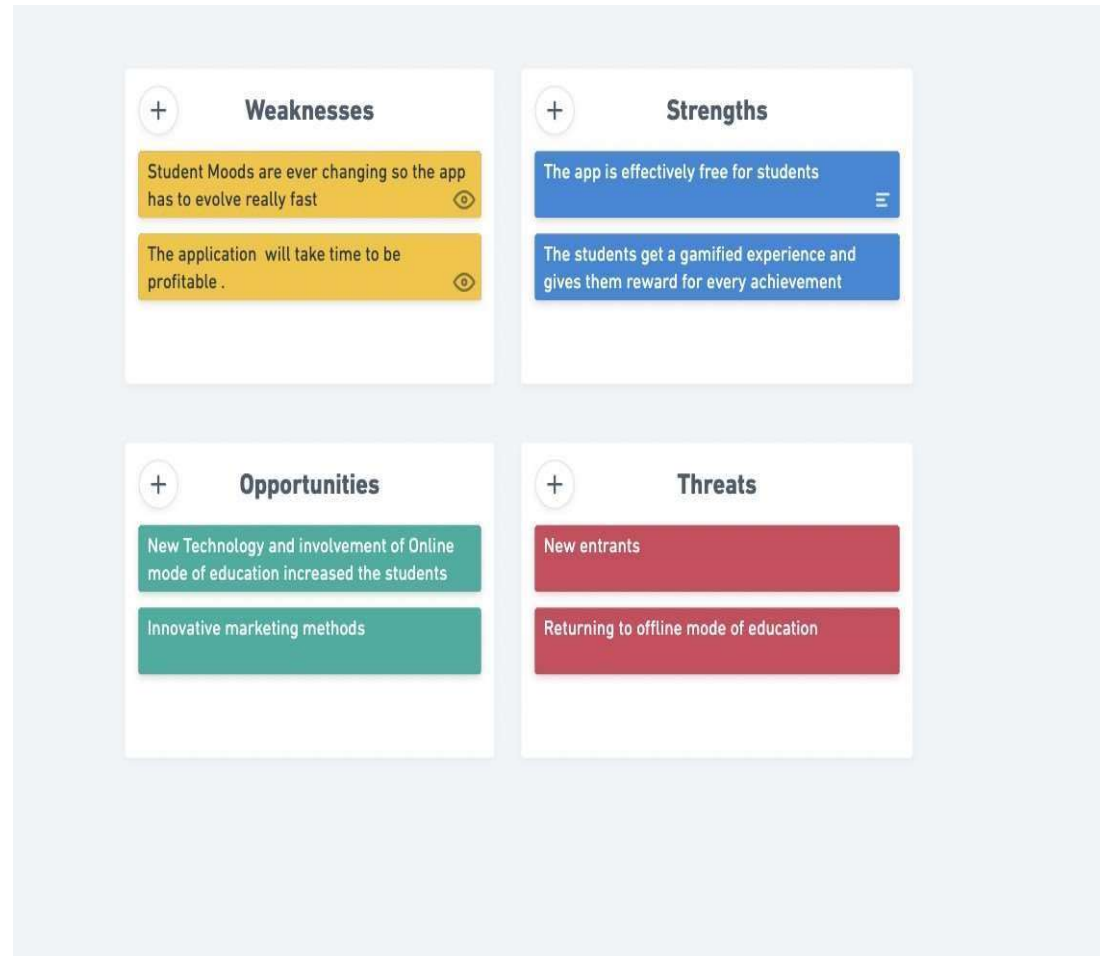 Weaknesses
Student Moods are ever changing so the app
has to evolve really fast
The application  will take time to be
profitable .
Strengths
The app is effectively free for students
The students get a gamified experience and
gives them reward for every achievement
Opportunities
New Technology and involvement of Online
mode of education increased the students
Innovative marketing methods
Threats
New entrants
Returning to offline mode of education